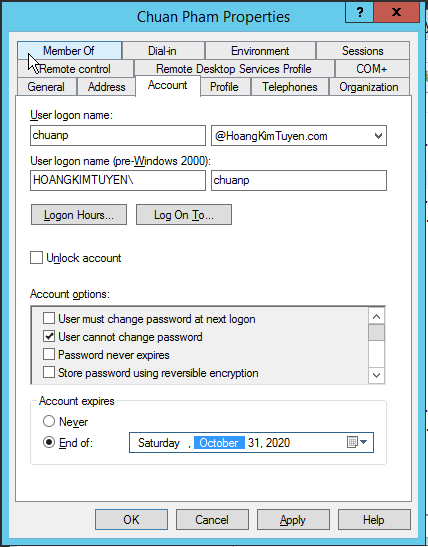 Chuan Pham Properties
? X
Member Of Dial-in Environment Sessions
Remote control Remote Desktop Services Profile COM+
General Address Account Profile Telephones Organization
User logon name:
chuanp @HoangKimTuyen.com
User logon name (pre-Windows 2000):
HOANGKIMTUYEN\ chuanp
Logon Hours... Log On To...
Unlock account
Account options:
User must change password at next logon
User cannot change password
Password never expires
Store password using reversible encryption
Account expires
Never
End of: Saturday , October 31, 2020
OK Cancel Apply Help